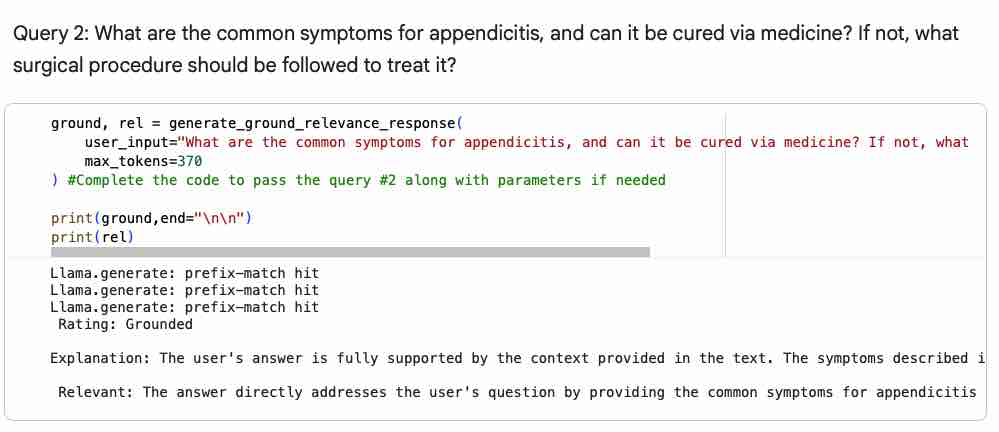 Query 2: What are the common symptoms for appendicitis, and can it be cured via medicine? If not, what
surgical procedure should be followed to treat it?
ground, rel = generate_ground_relevance_response(
    user_input="What are the common symptoms for appendicitis, and can it be cured via medicine? If not, what
    max_tokens=370
) #Complete the code to pass the query #2 along with parameters if needed
print(ground,end="\n\n")
print(rel)
Llama.generate: prefix-match hit
Llama.generate: prefix-match hit
Llama.generate: prefix-match hit
 Rating: Grounded
Explanation: The user's answer is fully supported by the context provided in the text. The symptoms described i
 Relevant: The answer directly addresses the user's question by providing the common symptoms for appendicitis